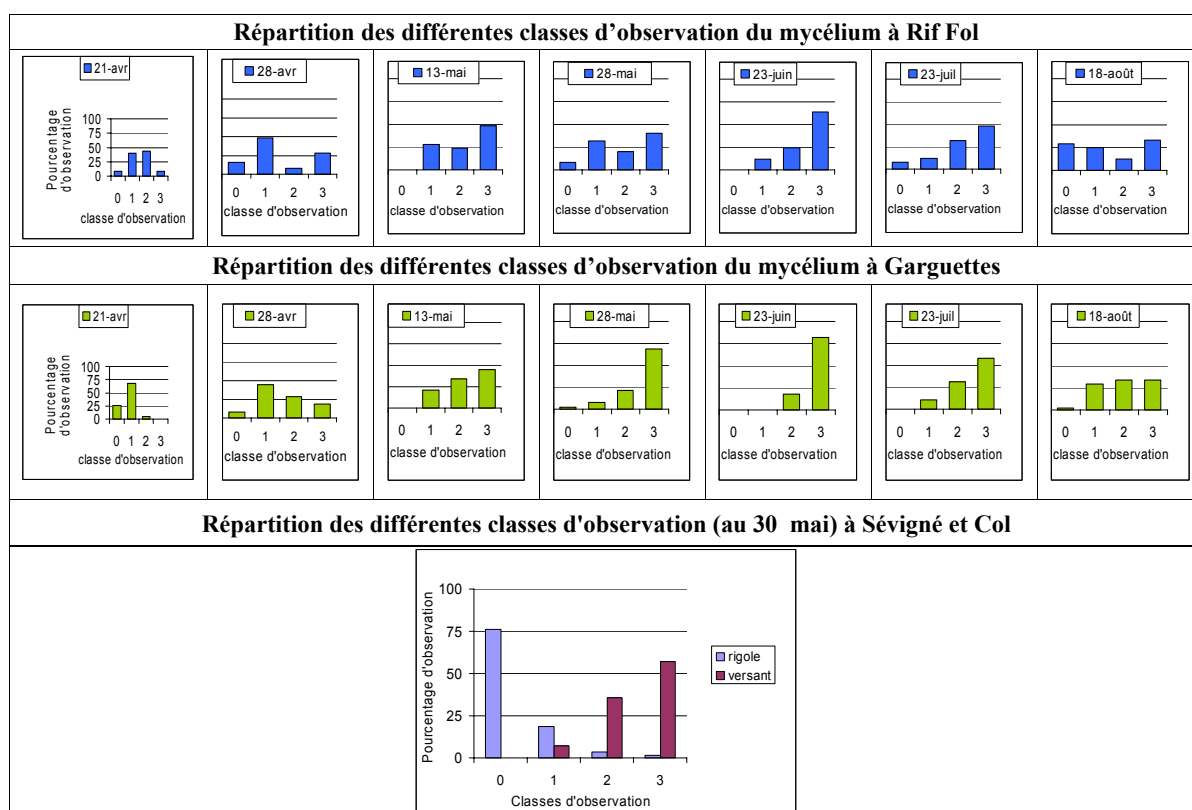 Répartition des différentes classes d’observation du mycélium à Rif Fol
21-avr
28-avr
13-mai
28-mai
23-juin
23-juil
18-août
Pourcentage
d'observation
100
75
50
25
0
0 1 2 3
0 1 2 3
0 1 2 3
0 1 2 3
0 1 2 3
0 1 2 3
0 1 2 3
classe d'observation
classe d'observation
classe d'observation
classe d'observation
classe d'observation
classe d'observation
classe d'observation
Répartition des différentes classes d’observation du mycélium à Garguettes
21-avr
28-avr
13-mai
28-mai
23-juin
23-juil
18-août
Pourcentage
d'observation
100
75
50
25
0
0 1 2 3
0 1 2 3
0 1 2 3
0 1 2 3
0 1 2 3
0 1 2 3
0 1 2 3
classe d'observation
classe d'observation
classe d'observation
classe d'observation
classe d'observation
classe d'observation
classe d'observation
Répartition des différentes classes d'observation (au 30 mai) à Sévigné et Col
Pourcentage d'observation
100
75
50
25
0
0 1 2 3
Classes d'observation
rigole
versant